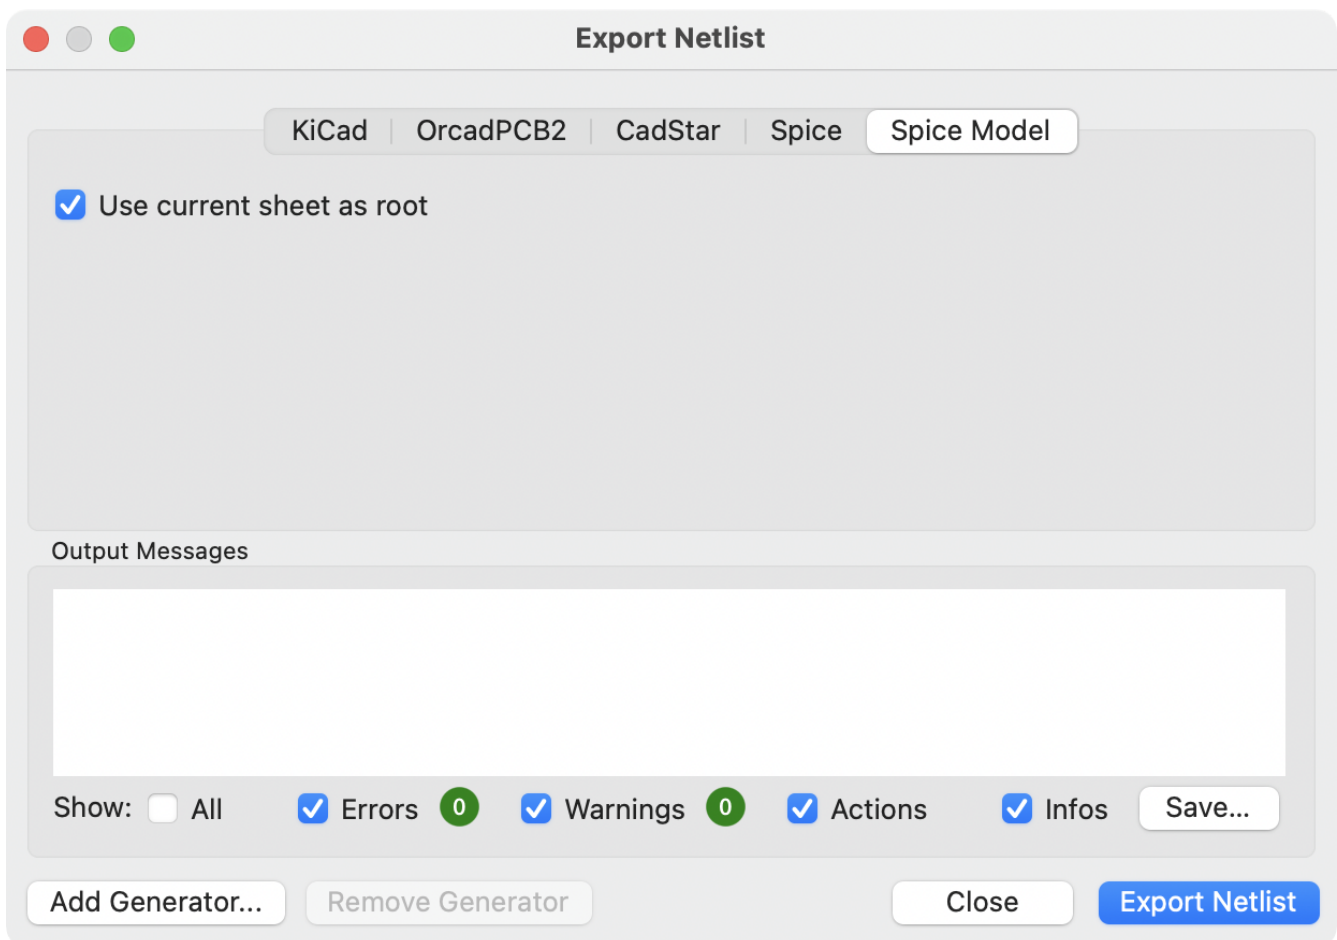 Export Netlist
KiCad OrcadPCB2 CadStar Spice Spice Model
Use current sheet as root
Output Messages
Show: All Errors 0 Warnings 0 Actions Infos Save...
Add Generator... Remove Generator Close Export Netlist